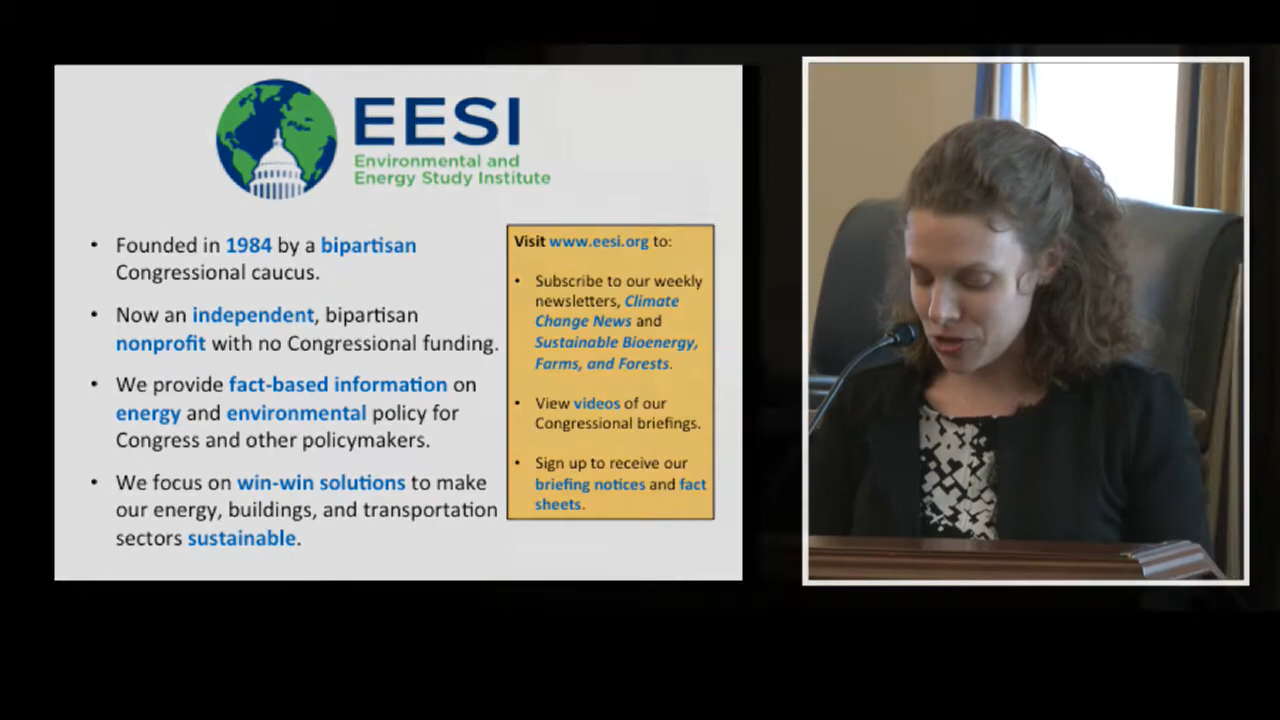 EESI
Environmental and
Energy Study Institute
• Founded in 1984 by a bipartisan
Congressional caucus.
• Now an independent, bipartisan
nonprofit with no Congressional funding.
• We provide fact-based information on
energy and environmental policy for
Congress and other policymakers.
• We focus on win-win solutions to make
our energy, buildings, and transportation
sectors sustainable.
Visit www.eesi.org to:
• Subscribe to our weekly
newsletters, Climate
Change News and
Sustainable Bioenergy,
Farms, and Forests.
• View videos of our
Congressional briefings.
• Sign up to receive our
briefing notices and fact
sheets.